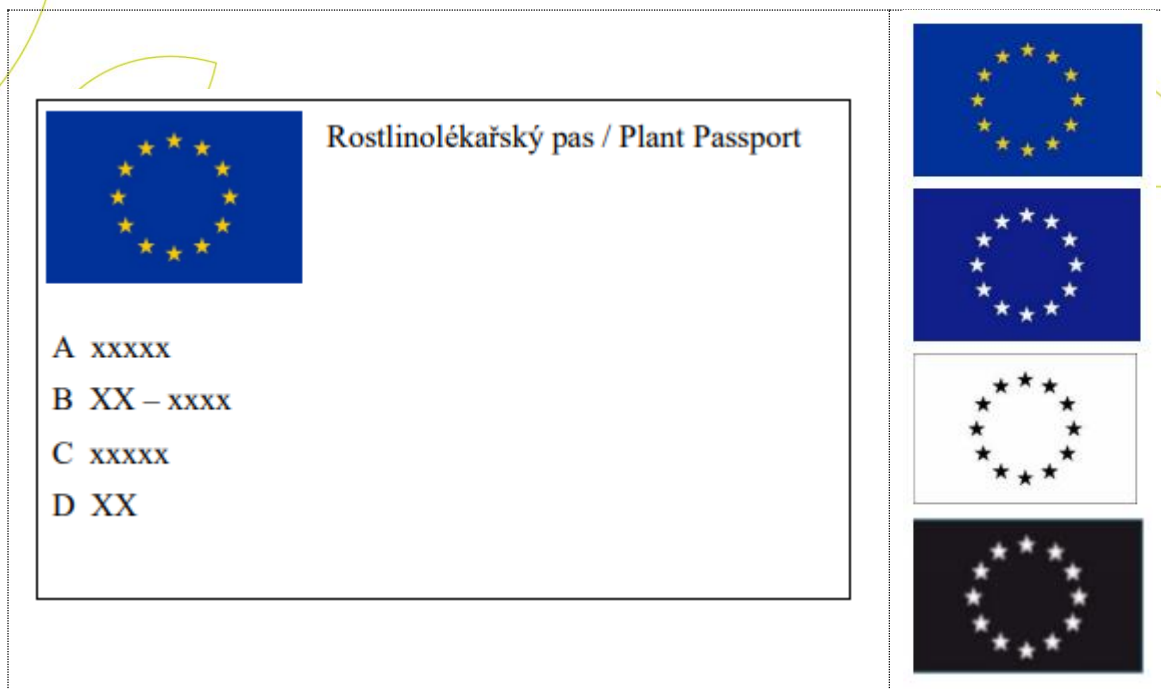 Rostlinolékařský pas / Plant Passport
A xxxxx
B XX – xxxx
C xxxxx
D XX